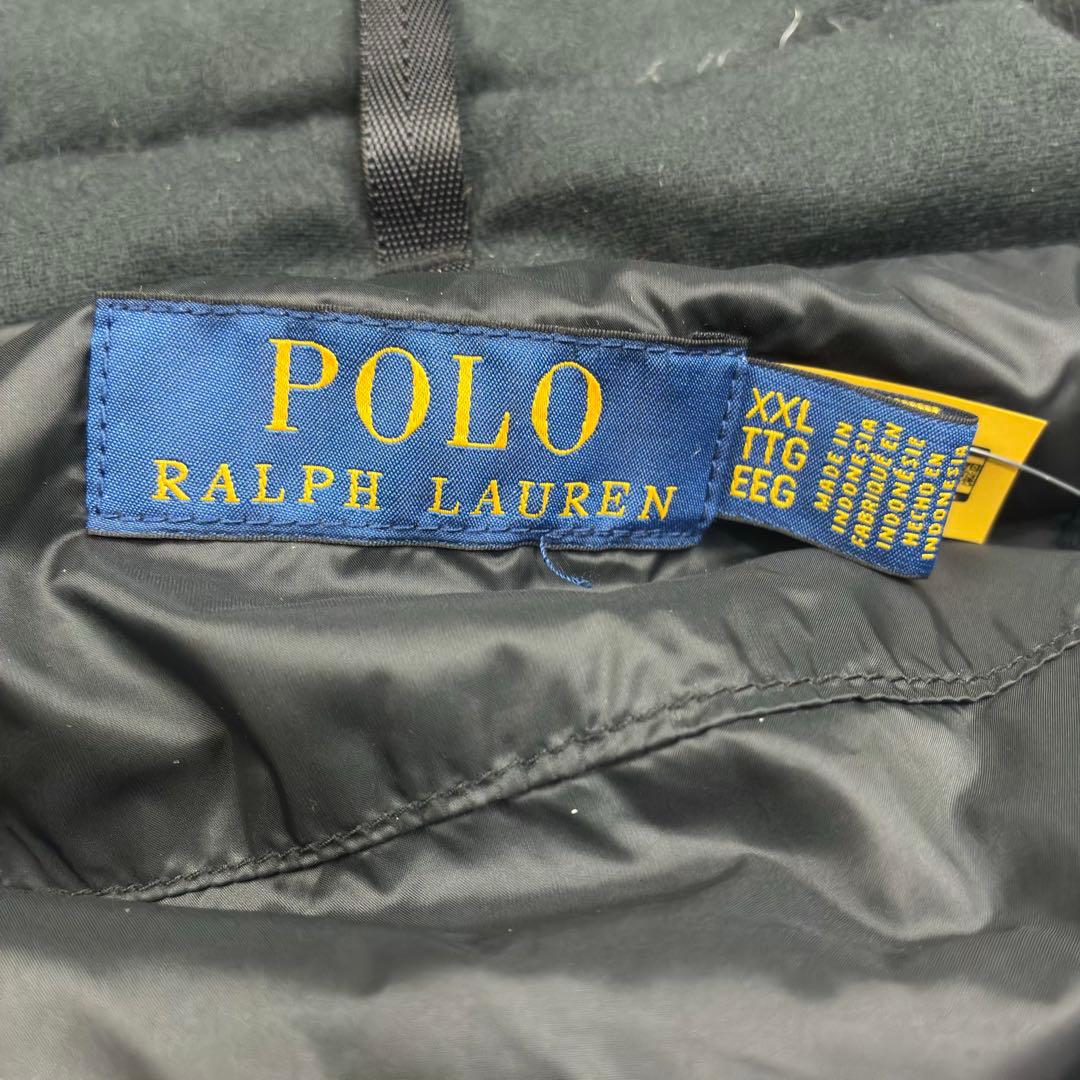 POLO
RALPH LAUREN
XXL
TTG
EEG
MADE IN
INDONESIA
FABRIQUÉ EN
INDONÉSIE
HECHO EN
INDONESIA